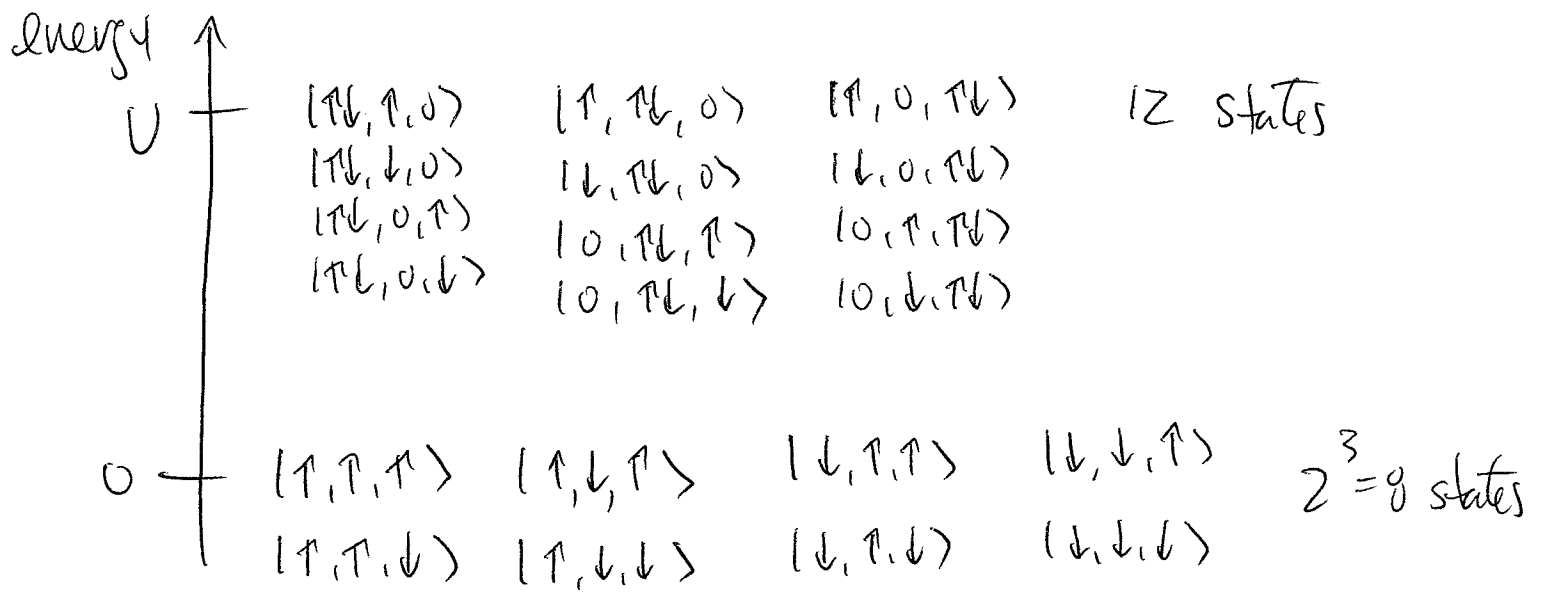 energy
U |↑↓, ↑, 0⟩ |↑, ↑↓, 0⟩ |↑, 0, ↑↓⟩ 12 states
|↑↓, ↓, 0⟩ |↓, ↑↓, 0⟩ |↓, 0, ↑↓⟩
|↑↓, 0, ↑⟩ |0, ↑↓, ↑⟩ |0, ↑, ↑↓⟩
|↑↓, 0, ↓⟩ |0, ↑↓, ↓⟩ |0, ↓, ↑↓⟩
0 |↑, ↑, ↑⟩ |↑, ↓, ↑⟩ |↓, ↑, ↑⟩ |↓, ↓, ↑⟩ 2³ = 8 states
|↑, ↑, ↓⟩ |↑, ↓, ↓⟩ |↓, ↑, ↓⟩ |↓, ↓, ↓⟩